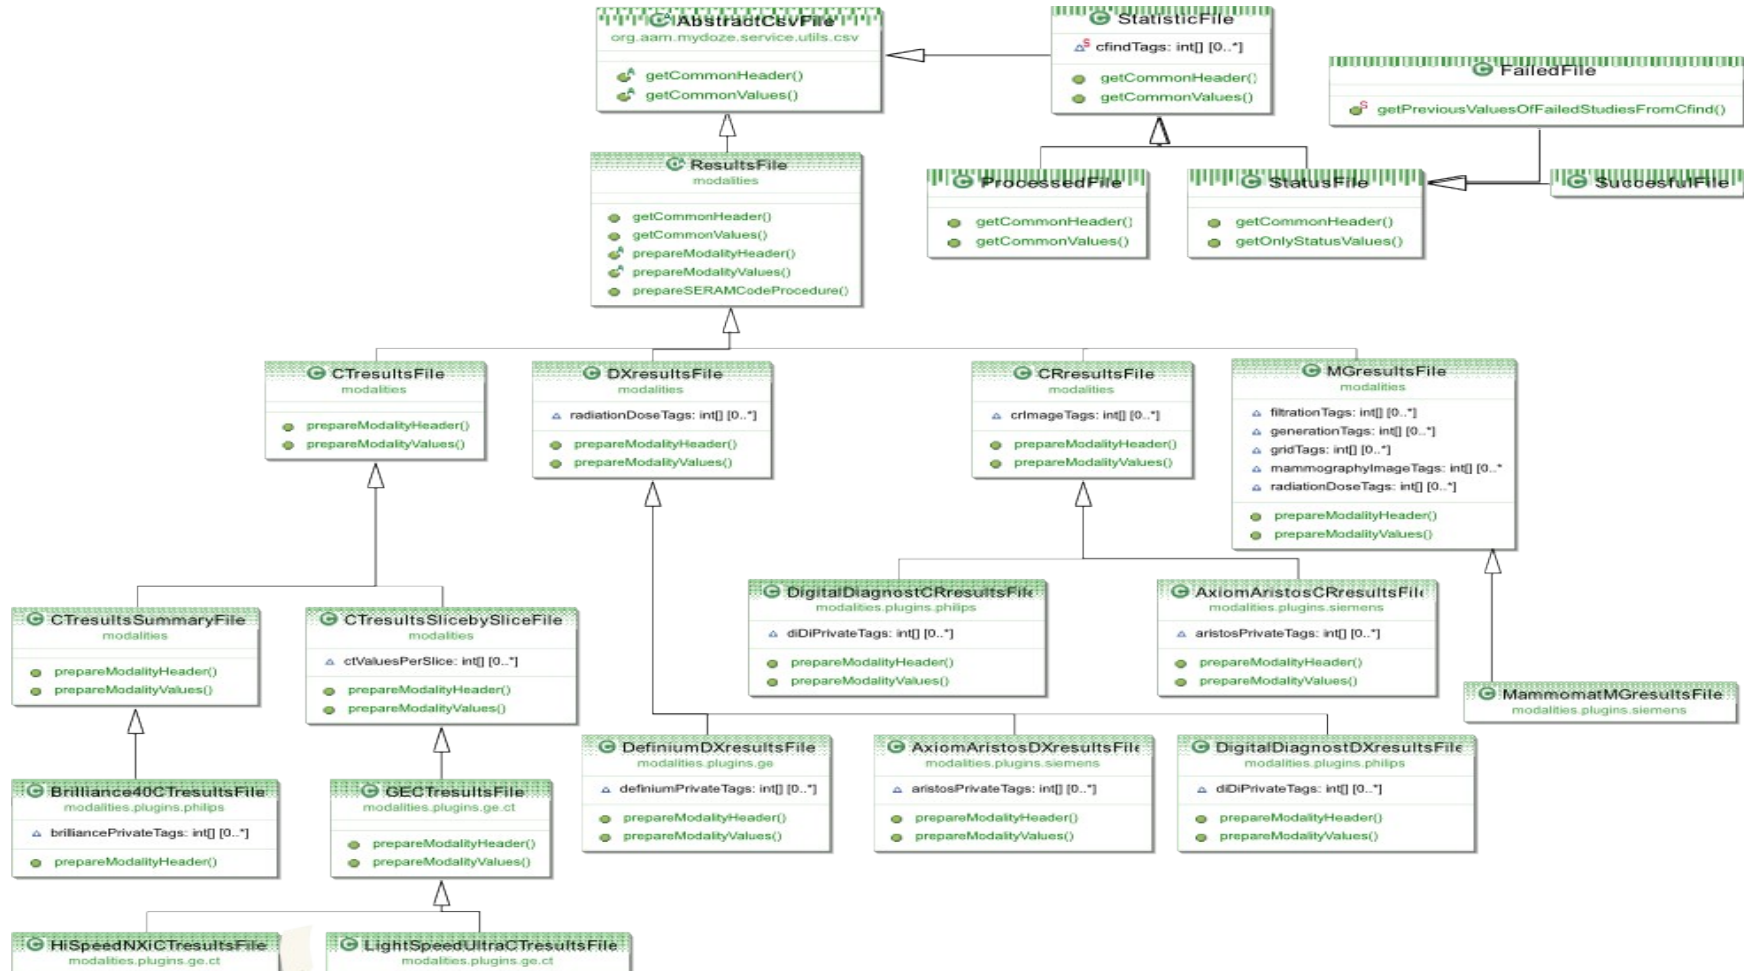 AbstractCsvFile
org.aam.mydoze.service.utils.csv
getCommonHeader()
getCommonValues()
StatisticFile
cfindTags: int[] [0..*]
getCommonHeader()
getCommonValues()
FailedFile
getPreviousValuesOfFailedStudiesFromCfind()
ResultsFile
modalities
getCommonHeader()
getCommonValues()
prepareModalityHeader()
prepareModalityValues()
prepareSERAMCodeProcedure()
ProcessedFile
getCommonHeader()
getCommonValues()
StatusFile
getCommonHeader()
getOnlyStatusValues()
SuccesfulFile
CTresultsFile
modalities
prepareModalityHeader()
prepareModalityValues()
DXresultsFile
modalities
radiationDoseTags: int[] [0..*]
prepareModalityHeader()
prepareModalityValues()
CRresultsFile
modalities
crImageTags: int[] [0..*]
prepareModalityHeader()
prepareModalityValues()
MGresultsFile
modalities
filtrationTags: int[] [0..*]
generationTags: int[] [0..*]
gridTags: int[] [0..*]
mammographyImageTags: int[] [0..*
radiationDoseTags: int[] [0..*]
prepareModalityHeader()
prepareModalityValues()
CTresultsSummaryFile
modalities
prepareModalityHeader()
prepareModalityValues()
CTresultsSlicebySliceFile
modalities
ctValuesPerSlice: int[] [0..*]
prepareModalityHeader()
prepareModalityValues()
DigitalDiagnostCRresultsFile
modalities.plugins.philips
diDiPrivateTags: int[] [0..*]
prepareModalityHeader()
prepareModalityValues()
AxiomAristosCRresultsFile
modalities.plugins.siemens
aristosPrivateTags: int[] [0..*]
prepareModalityHeader()
prepareModalityValues()
MammomatMGresultsFile
modalities.plugins.siemens
DefiniumDXresultsFile
modalities.plugins.ge
definiumPrivateTags: int[] [0..*]
prepareModalityHeader()
prepareModalityValues()
AxiomAristosDXresultsFile
modalities.plugins.siemens
aristosPrivateTags: int[] [0..*]
prepareModalityHeader()
prepareModalityValues()
DigitalDiagnostDXresultsFile
modalities.plugins.philips
diDiPrivateTags: int[] [0..*]
prepareModalityHeader()
prepareModalityValues()
Brilliance40CTresultsFile
modalities.plugins.philips
brilliancePrivateTags: int[] [0..*]
prepareModalityHeader()
GECTresultsFile
modalities.plugins.ge.ct
prepareModalityHeader()
prepareModalityValues()
HiSpeedNXiCTresultsFile
modalities.plugins.ge.ct
LightSpeedUltraCTresultsFile
modalities.plugins.ge.ct